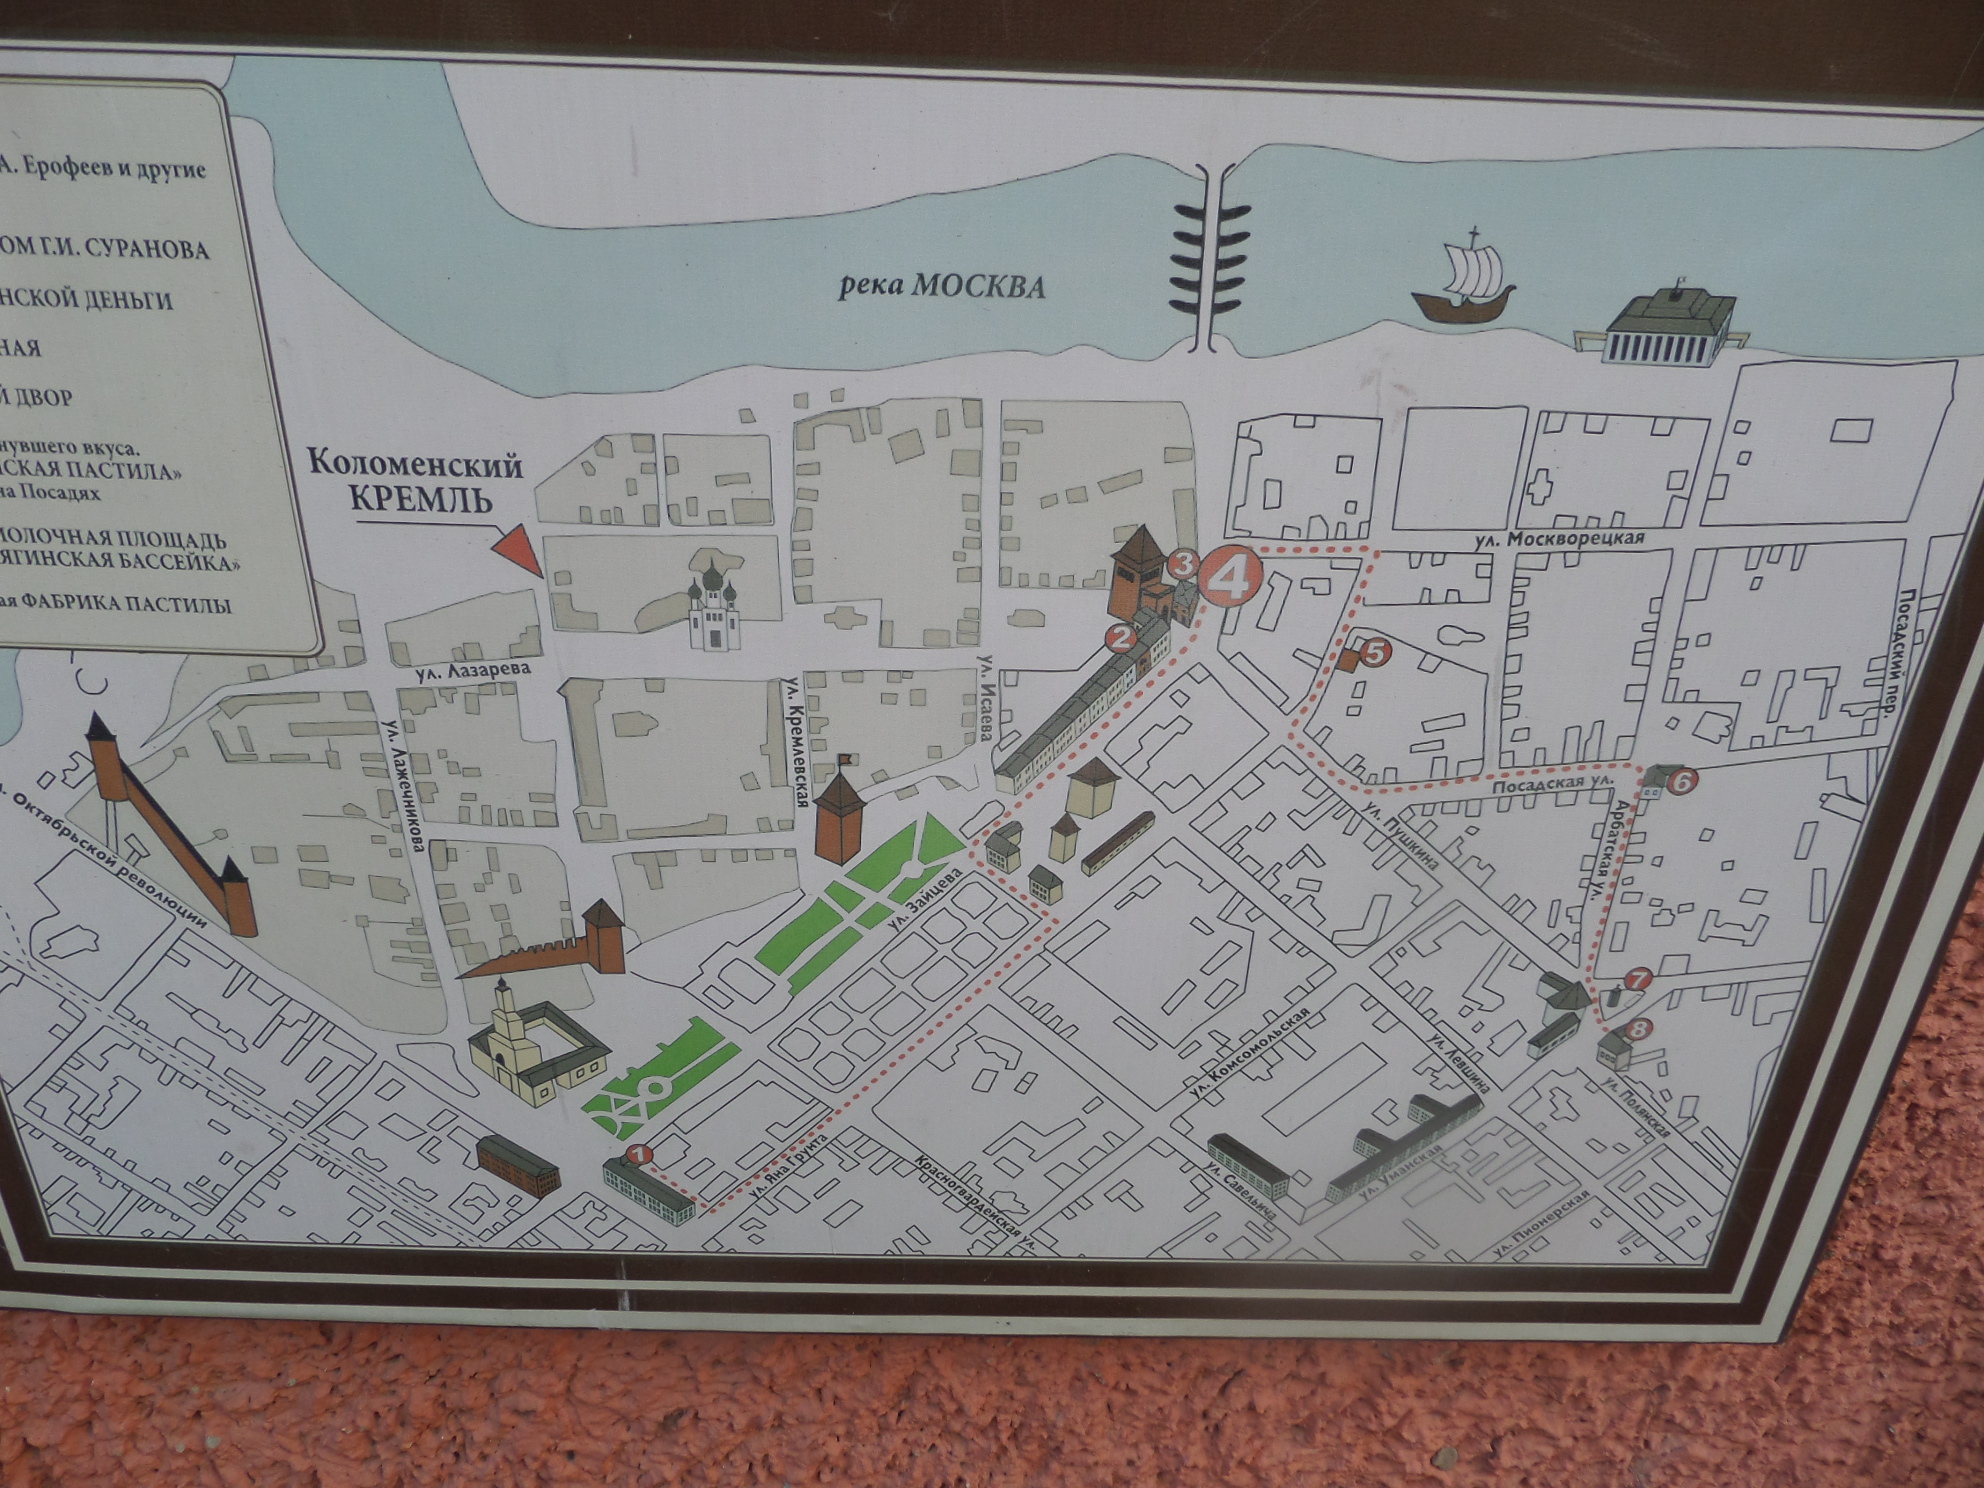 А. Ерофеев и другие
ОМ Г.И. СУРАНОВА
НСКОЙ ДЕНЬГИ
НАЯ
Й ДВОР
нувшего вкуса.
СКАЯ ПАСТИЛА»
на Посадях
МОЛОЧНАЯ ПЛОЩАДЬ
ЯГИНСКАЯ БАССЕЙКА»
ая ФАБРИКА ПАСТИЛЫ
река МОСКВА
Коломенский
КРЕМЛЬ
ул. Москворецкая
3
4
2
5
Посадский пер.
ул. Лазарева
ул. Исаева
ул. Кремлевская
ул. Лажечникова
Октябрьской революции
Посадская ул.
6
ул. Пушкина
Арбатская ул.
ул. Зайцева
7
8
ул. Комсомольская
ул. Левшина
ул. Полянская
1
ул. Яна Грунта
Красногвардейская ул.
ул. Савельича
ул. Уманская
ул. Пионерская